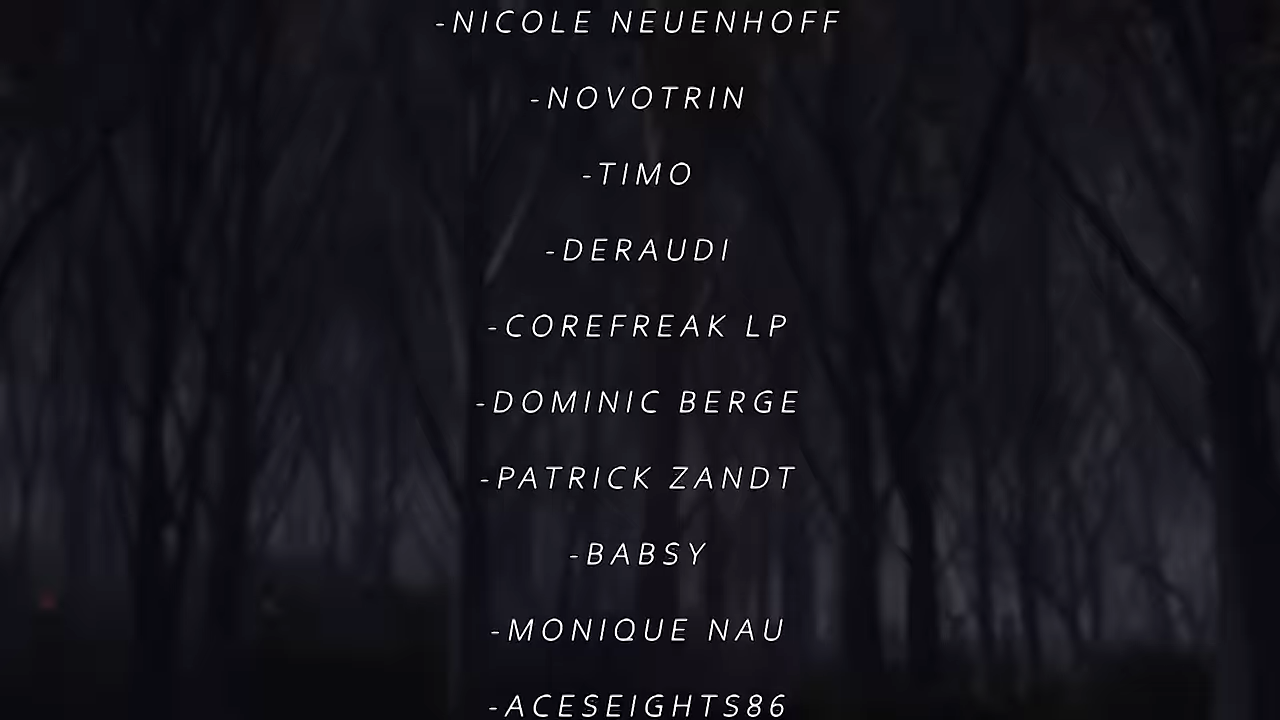 -NICOLE NEUENHOFF
-NOVOTRIN
-TIMO
-DERAUDI
-COREFREAK LP
-DOMINIC BERGE
-PATRICK ZANDT
-BABSY
-MONIQUE NAU
-ACESEIGHTS86